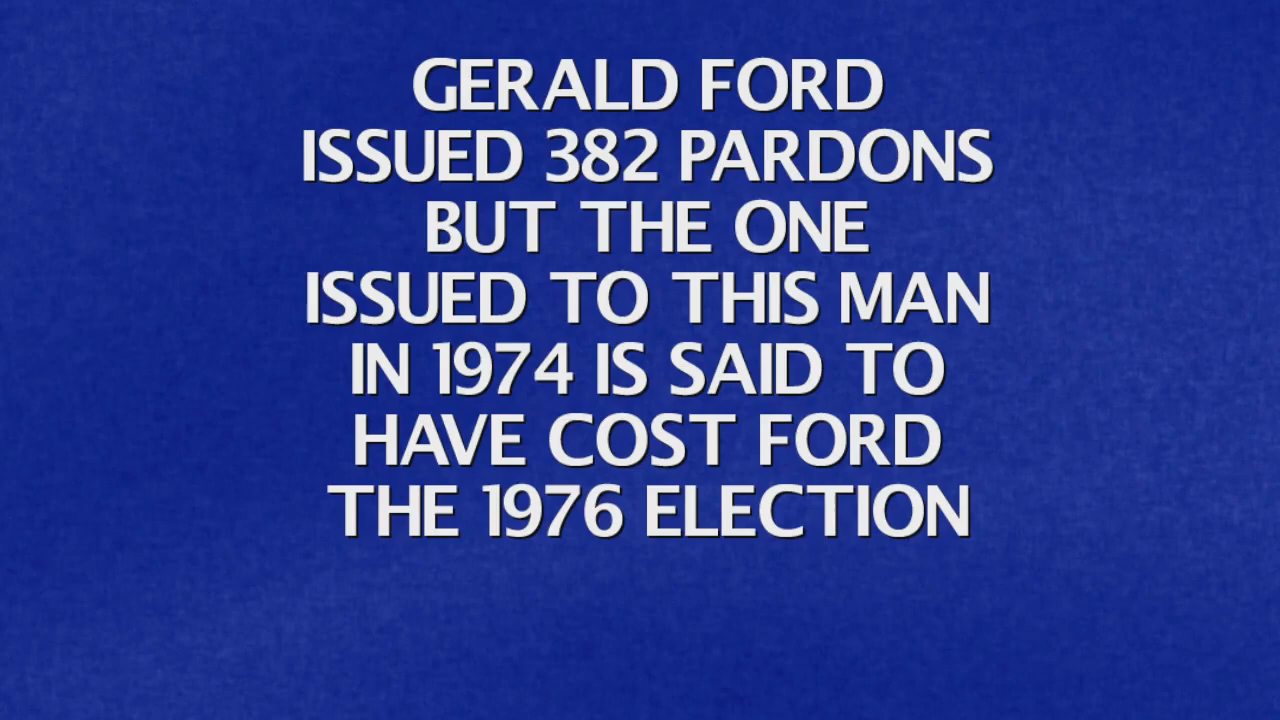 GERALD FORD
ISSUED 382 PARDONS
BUT THE ONE
ISSUED TO THIS MAN
IN 1974 IS SAID TO
HAVE COST FORD
THE 1976 ELECTION